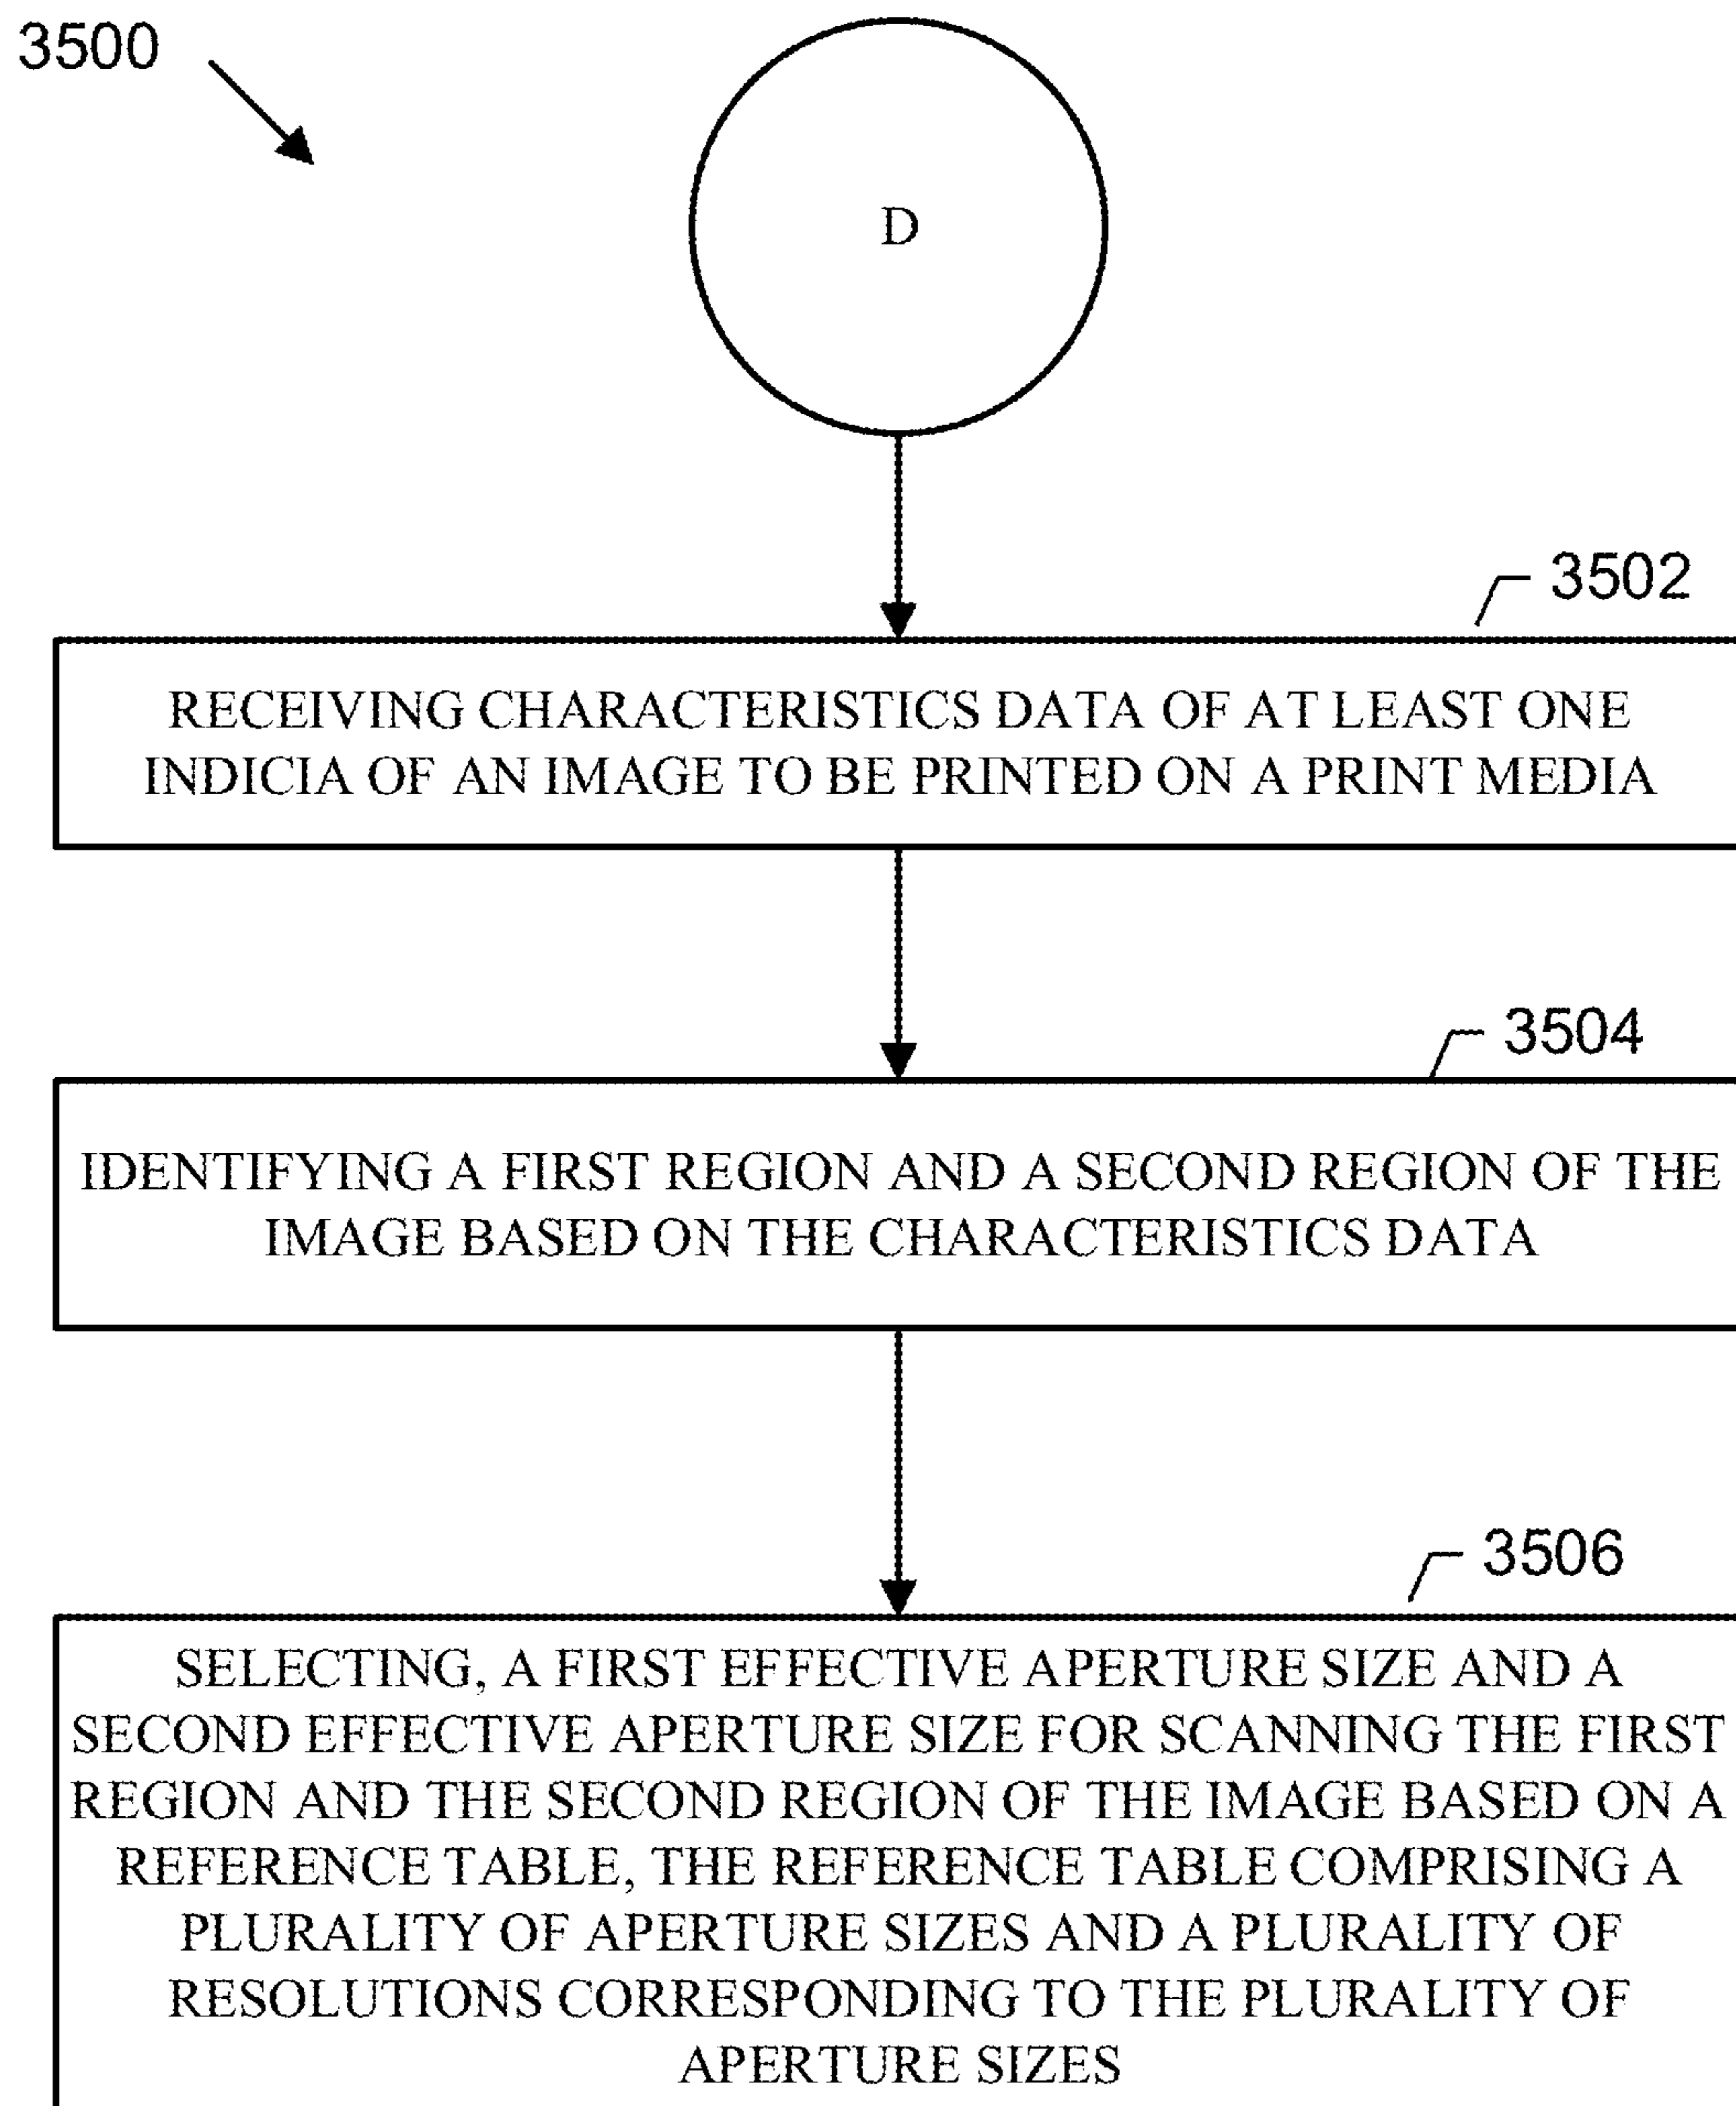 3500
D
3502
RECEIVING CHARACTERISTICS DATA OF AT LEAST ONE
INDICIA OF AN IMAGE TO BE PRINTED ON A PRINT MEDIA
3504
IDENTIFYING A FIRST REGION AND A SECOND REGION OF THE
IMAGE BASED ON THE CHARACTERISTICS DATA
3506
SELECTING, A FIRST EFFECTIVE APERTURE SIZE AND A
SECOND EFFECTIVE APERTURE SIZE FOR SCANNING THE FIRST
REGION AND THE SECOND REGION OF THE IMAGE BASED ON A
REFERENCE TABLE, THE REFERENCE TABLE COMPRISING A
PLURALITY OF APERTURE SIZES AND A PLURALITY OF
RESOLUTIONS CORRESPONDING TO THE PLURALITY OF
APERTURE SIZES